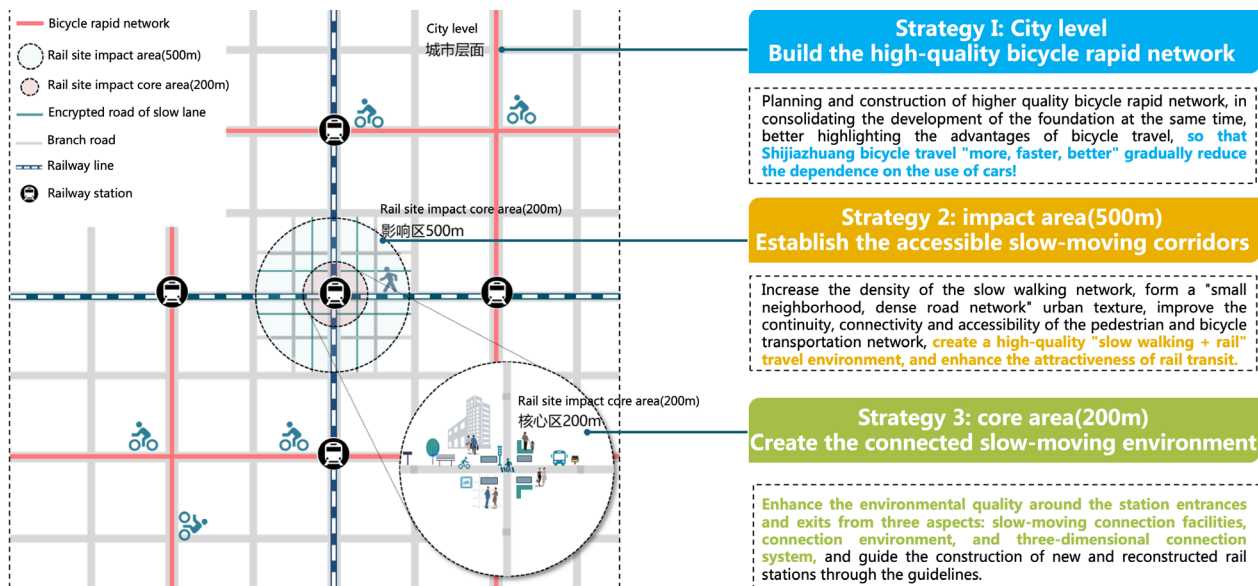 Bicycle rapid network
Rail site impact area(500m)
Rail site impact core area(200m)
Encrypted road of slow lane
Branch road
Railway line
Railway station
City level
城市层面
Rail site impact core area(200m)
影响区500m
Rail site impact core area(200m)
核心区200m
Strategy I: City level
Build the high-quality bicycle rapid network
Planning and construction of higher quality bicycle rapid network, in
consolidating the development of the foundation at the same time,
better highlighting the advantages of bicycle travel, so that
Shijiazhuang bicycle travel "more, faster, better" gradually reduce
the dependence on the use of cars!
Strategy 2: impact area(500m)
Establish the accessible slow-moving corridors
Increase the density of the slow walking network, form a "small
neighborhood, dense road network" urban texture, improve the
continuity, connectivity and accessibility of the pedestrian and bicycle
transportation network, create a high-quality "slow walking + rail"
travel environment, and enhance the attractiveness of rail transit.
Strategy 3: core area(200m)
Create the connected slow-moving environment
Enhance the environmental quality around the station entrances
and exits from three aspects: slow-moving connection facilities,
connection environment, and three-dimensional connection
system, and guide the construction of new and reconstructed rail
stations through the guidelines.